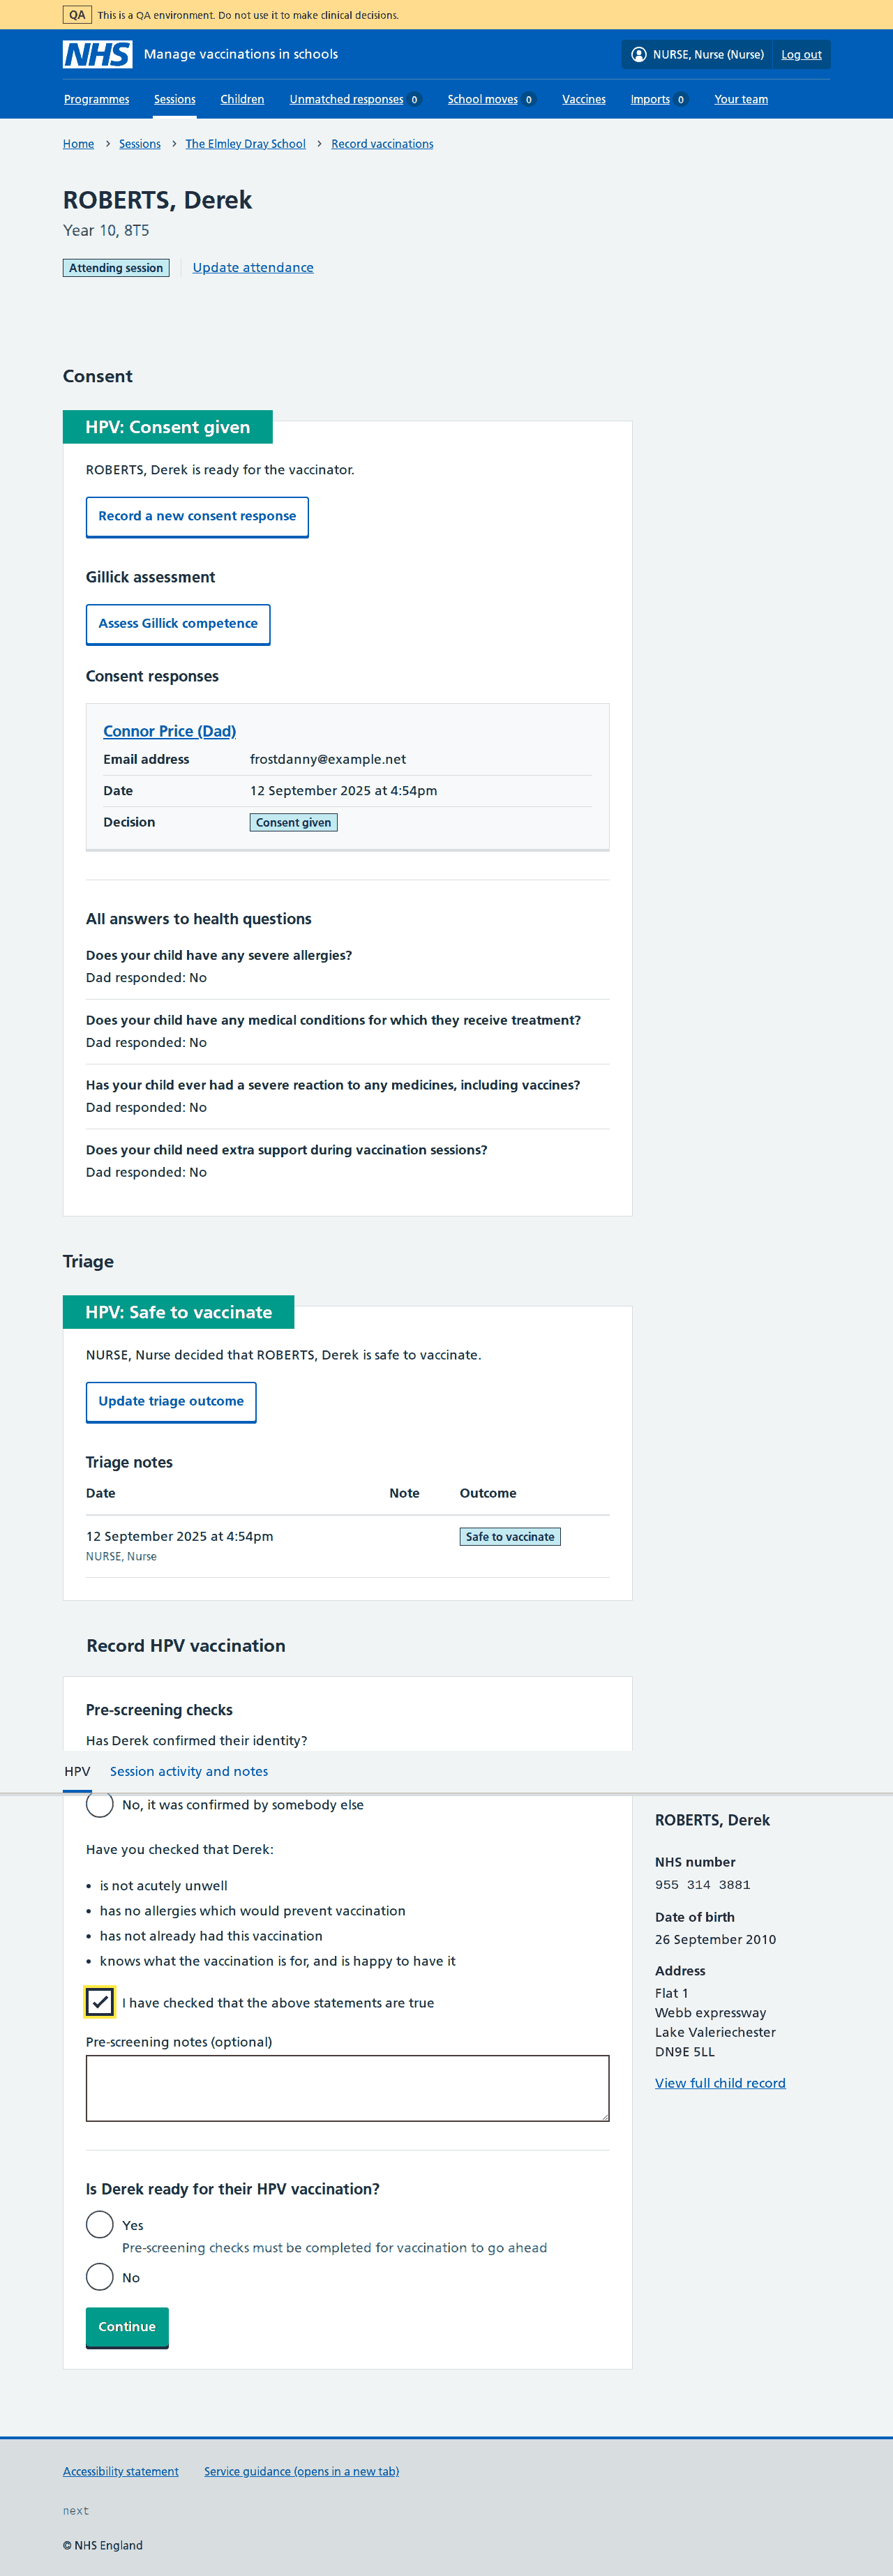 QA This is a QA environment. Do not use it to make clinical decisions.
NHS Manage vaccinations in schools NURSE, Nurse (Nurse) Log out
Programmes Sessions Children Unmatched responses 0 School moves 0 Vaccines Imports 0 Your team
Home Sessions The Elmley Dray School Record vaccinations
ROBERTS, Derek
Year 10, 8T5
Attending session Update attendance
Consent
HPV: Consent given
ROBERTS, Derek is ready for the vaccinator.
Record a new consent response
Gillick assessment
Assess Gillick competence
Consent responses
Connor Price (Dad)
Email address frostdanny@example.net
Date 12 September 2025 at 4:54pm
Decision Consent given
All answers to health questions
Does your child have any severe allergies?
Dad responded: No
Does your child have any medical conditions for which they receive treatment?
Dad responded: No
Has your child ever had a severe reaction to any medicines, including vaccines?
Dad responded: No
Does your child need extra support during vaccination sessions?
Dad responded: No
Triage
HPV: Safe to vaccinate
NURSE, Nurse decided that ROBERTS, Derek is safe to vaccinate.
Update triage outcome
Triage notes
Date Note Outcome
12 September 2025 at 4:54pm Safe to vaccinate
NURSE, Nurse
Record HPV vaccination
Pre-screening checks
Has Derek confirmed their identity?
HPV Session activity and notes
No, it was confirmed by somebody else
Have you checked that Derek:
• is not acutely unwell
• has no allergies which would prevent vaccination
• has not already had this vaccination
• knows what the vaccination is for, and is happy to have it
I have checked that the above statements are true
Pre-screening notes (optional)
Is Derek ready for their HPV vaccination?
Yes
Pre-screening checks must be completed for vaccination to go ahead
No
Continue
ROBERTS, Derek
NHS number
955 314 3881
Date of birth
26 September 2010
Address
Flat 1
Webb expressway
Lake Valeriechester
DN9E 5LL
View full child record
Accessibility statement Service guidance (opens in a new tab)
next
© NHS England